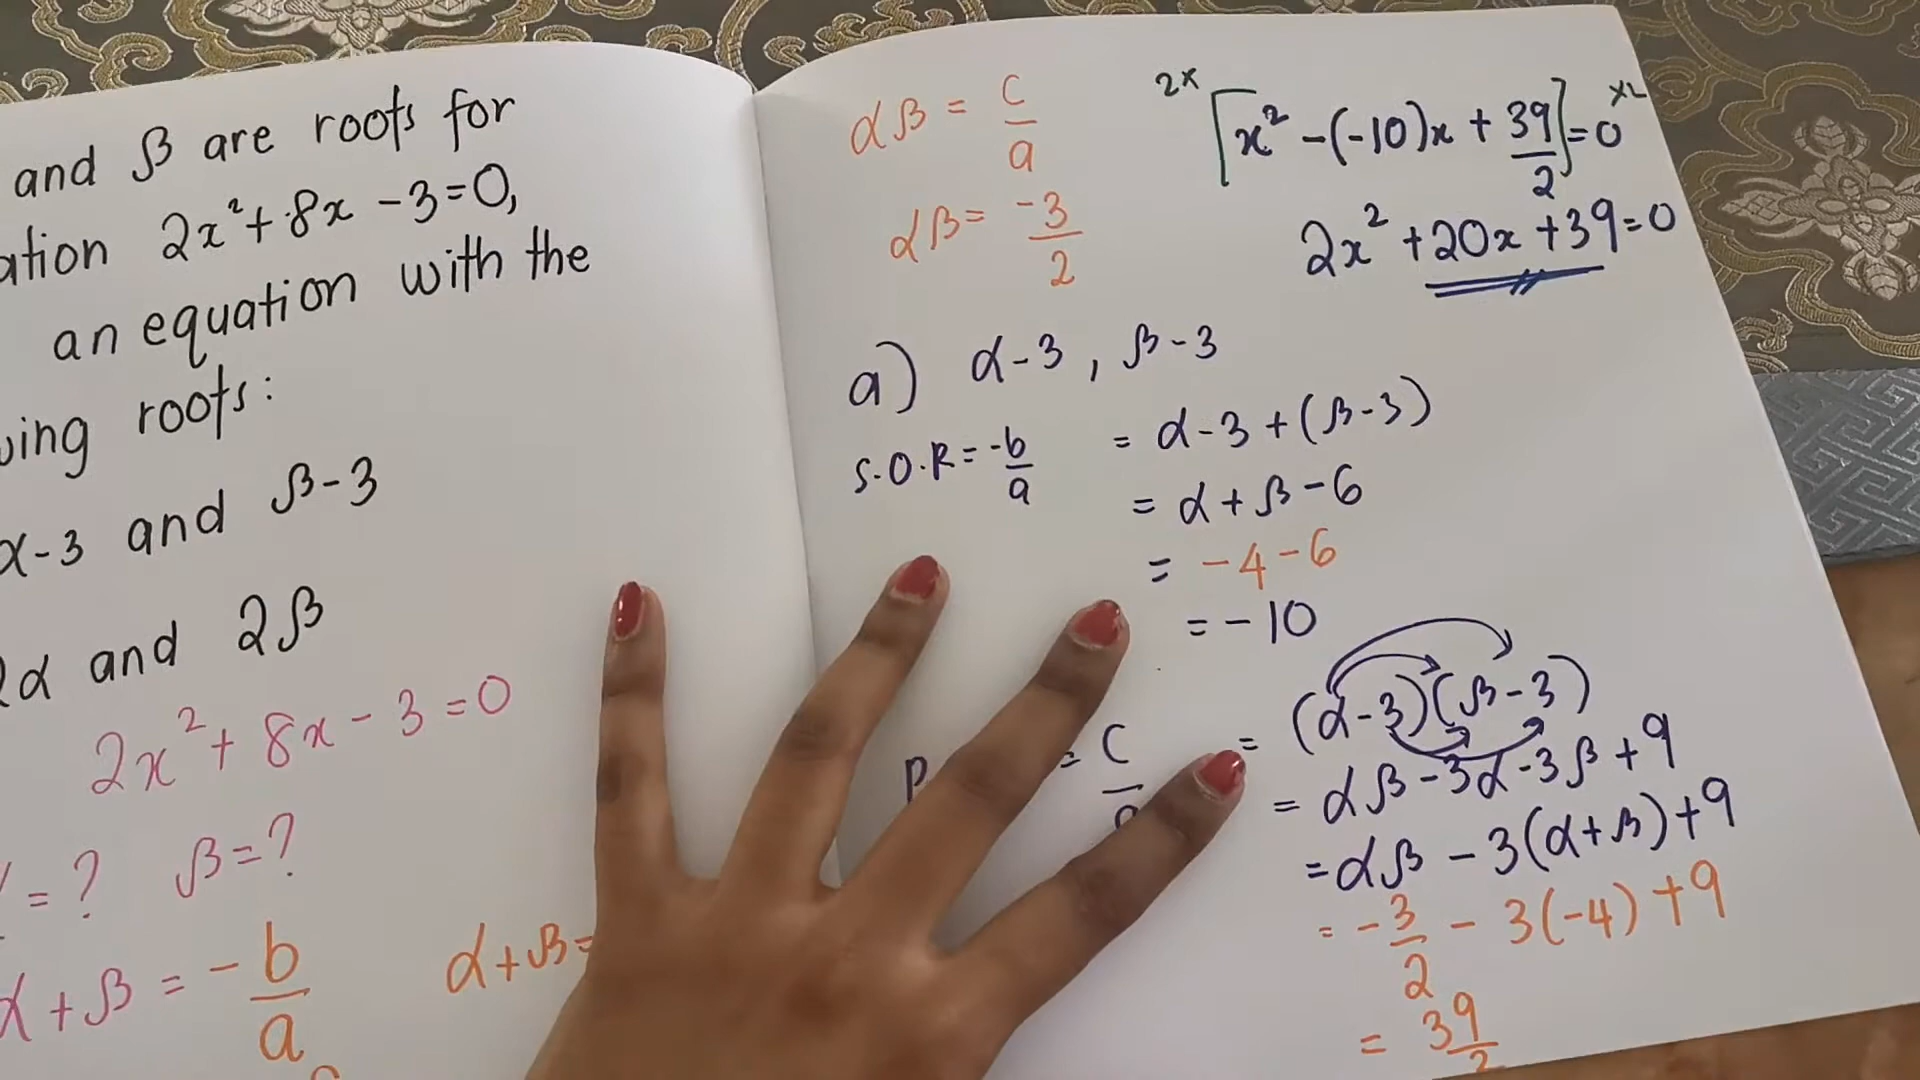 and β are roots for
ation 2x² + 8x - 3 = 0,
an equation with the
wing roots:
α-3 and β-3
2α and 2β
2x² + 8x - 3 = 0
= ? β = ?
α + β = -b/a α+β=
αβ = c/a
αβ = -3/2
2x [x² - (-10)x + 39/2] = 0
2x² + 20x + 39 = 0
a) α-3, β-3
S.O.R = -b/a = α-3+(β-3)
= α+β-6
= -4-6
= -10
P = c/a = (α-3)(β-3)
= αβ-3α-3β+9
= αβ - 3(α+β)+9
= -3/2 - 3(-4)+9
= 39/2